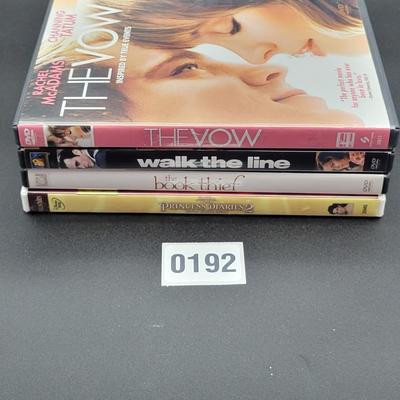 RACHEL
McADAMS
CHANNING
TATUM
THE VOW
INSPIRED BY TRUE EVENTS
DVD
THE VOW
walk the line
DVD
the
book thief
DVD
PRINCESS DIARIES 2
0192